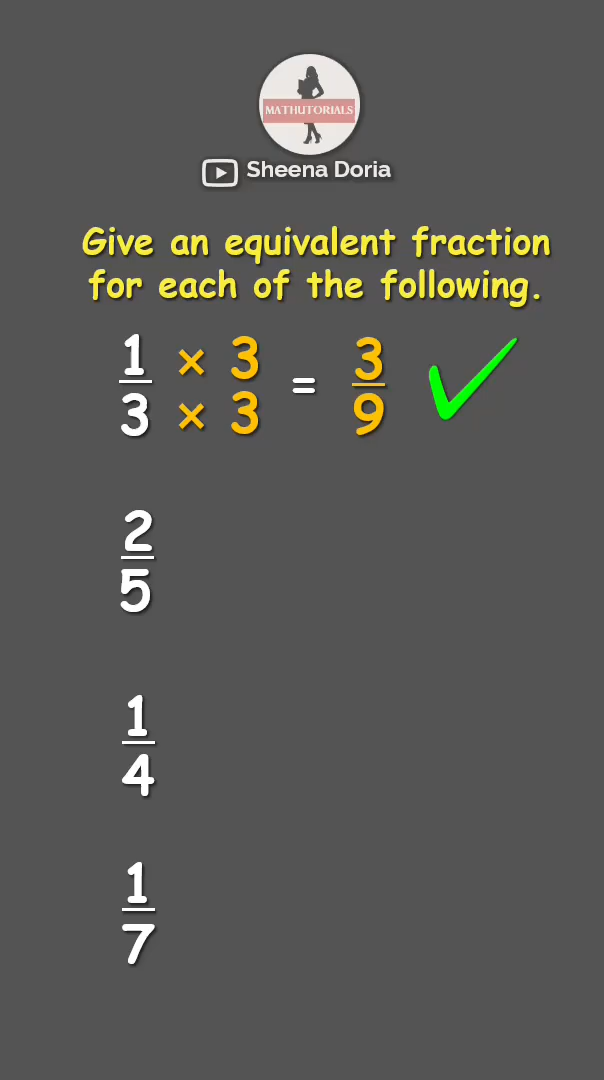 MATHUTORIALS
Sheena Doria
Give an equivalent fraction
for each of the following.
1/3 × 3/× 3 = 3/9
2/5
1/4
1/7